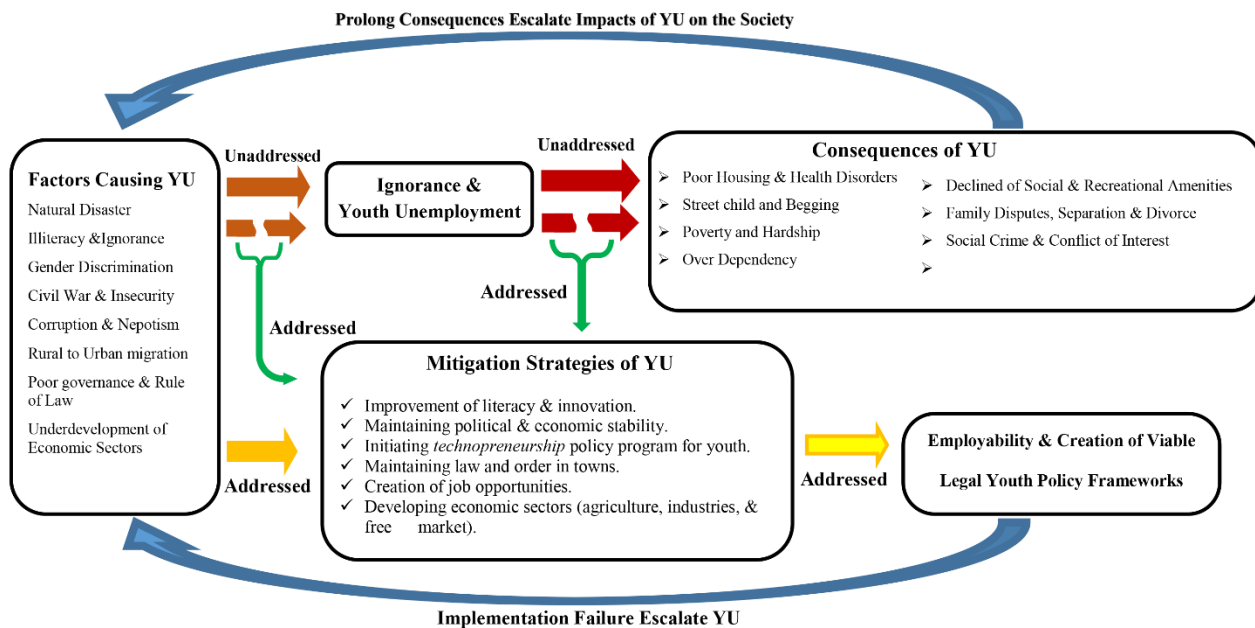 Prolong Consequences Escalate Impacts of YU on the Society
Factors Causing YU
Natural Disaster
Illiteracy &Ignorance
Gender Discrimination
Civil War & Insecurity
Corruption & Nepotism
Rural to Urban migration
Poor governance & Rule
of Law
Underdevelopment of
Economic Sectors
Unaddressed
Addressed
Addressed
Ignorance &
Youth Unemployment
Unaddressed
Addressed
Consequences of YU
Poor Housing & Health Disorders
Street child and Begging
Poverty and Hardship
Over Dependency
Declined of Social & Recreational Amenities
Family Disputes, Separation & Divorce
Social Crime & Conflict of Interest
Mitigation Strategies of YU
✓ Improvement of literacy & innovation.
✓ Maintaining political & economic stability.
✓ Initiating technopreneurship policy program for youth.
✓ Maintaining law and order in towns.
✓ Creation of job opportunities.
✓ Developing economic sectors (agriculture, industries, &
free market).
Addressed
Employability & Creation of Viable
Legal Youth Policy Frameworks
Implementation Failure Escalate YU